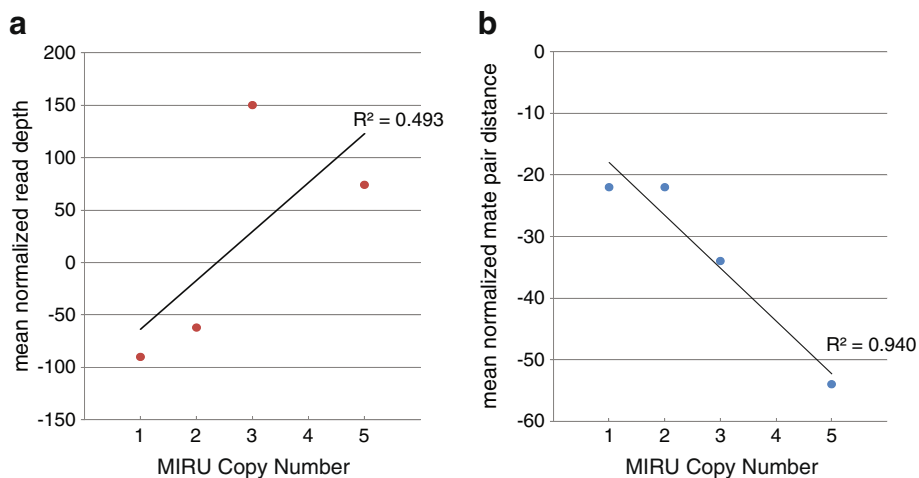 a
mean normalized read depth
200
150
100
50
0
-50
-100
-150
R² = 0.493
1 2 3 4 5
MIRU Copy Number
b
mean normalized mate pair distance
0
-10
-20
-30
-40
-50
-60
R² = 0.940
1 2 3 4 5
MIRU Copy Number